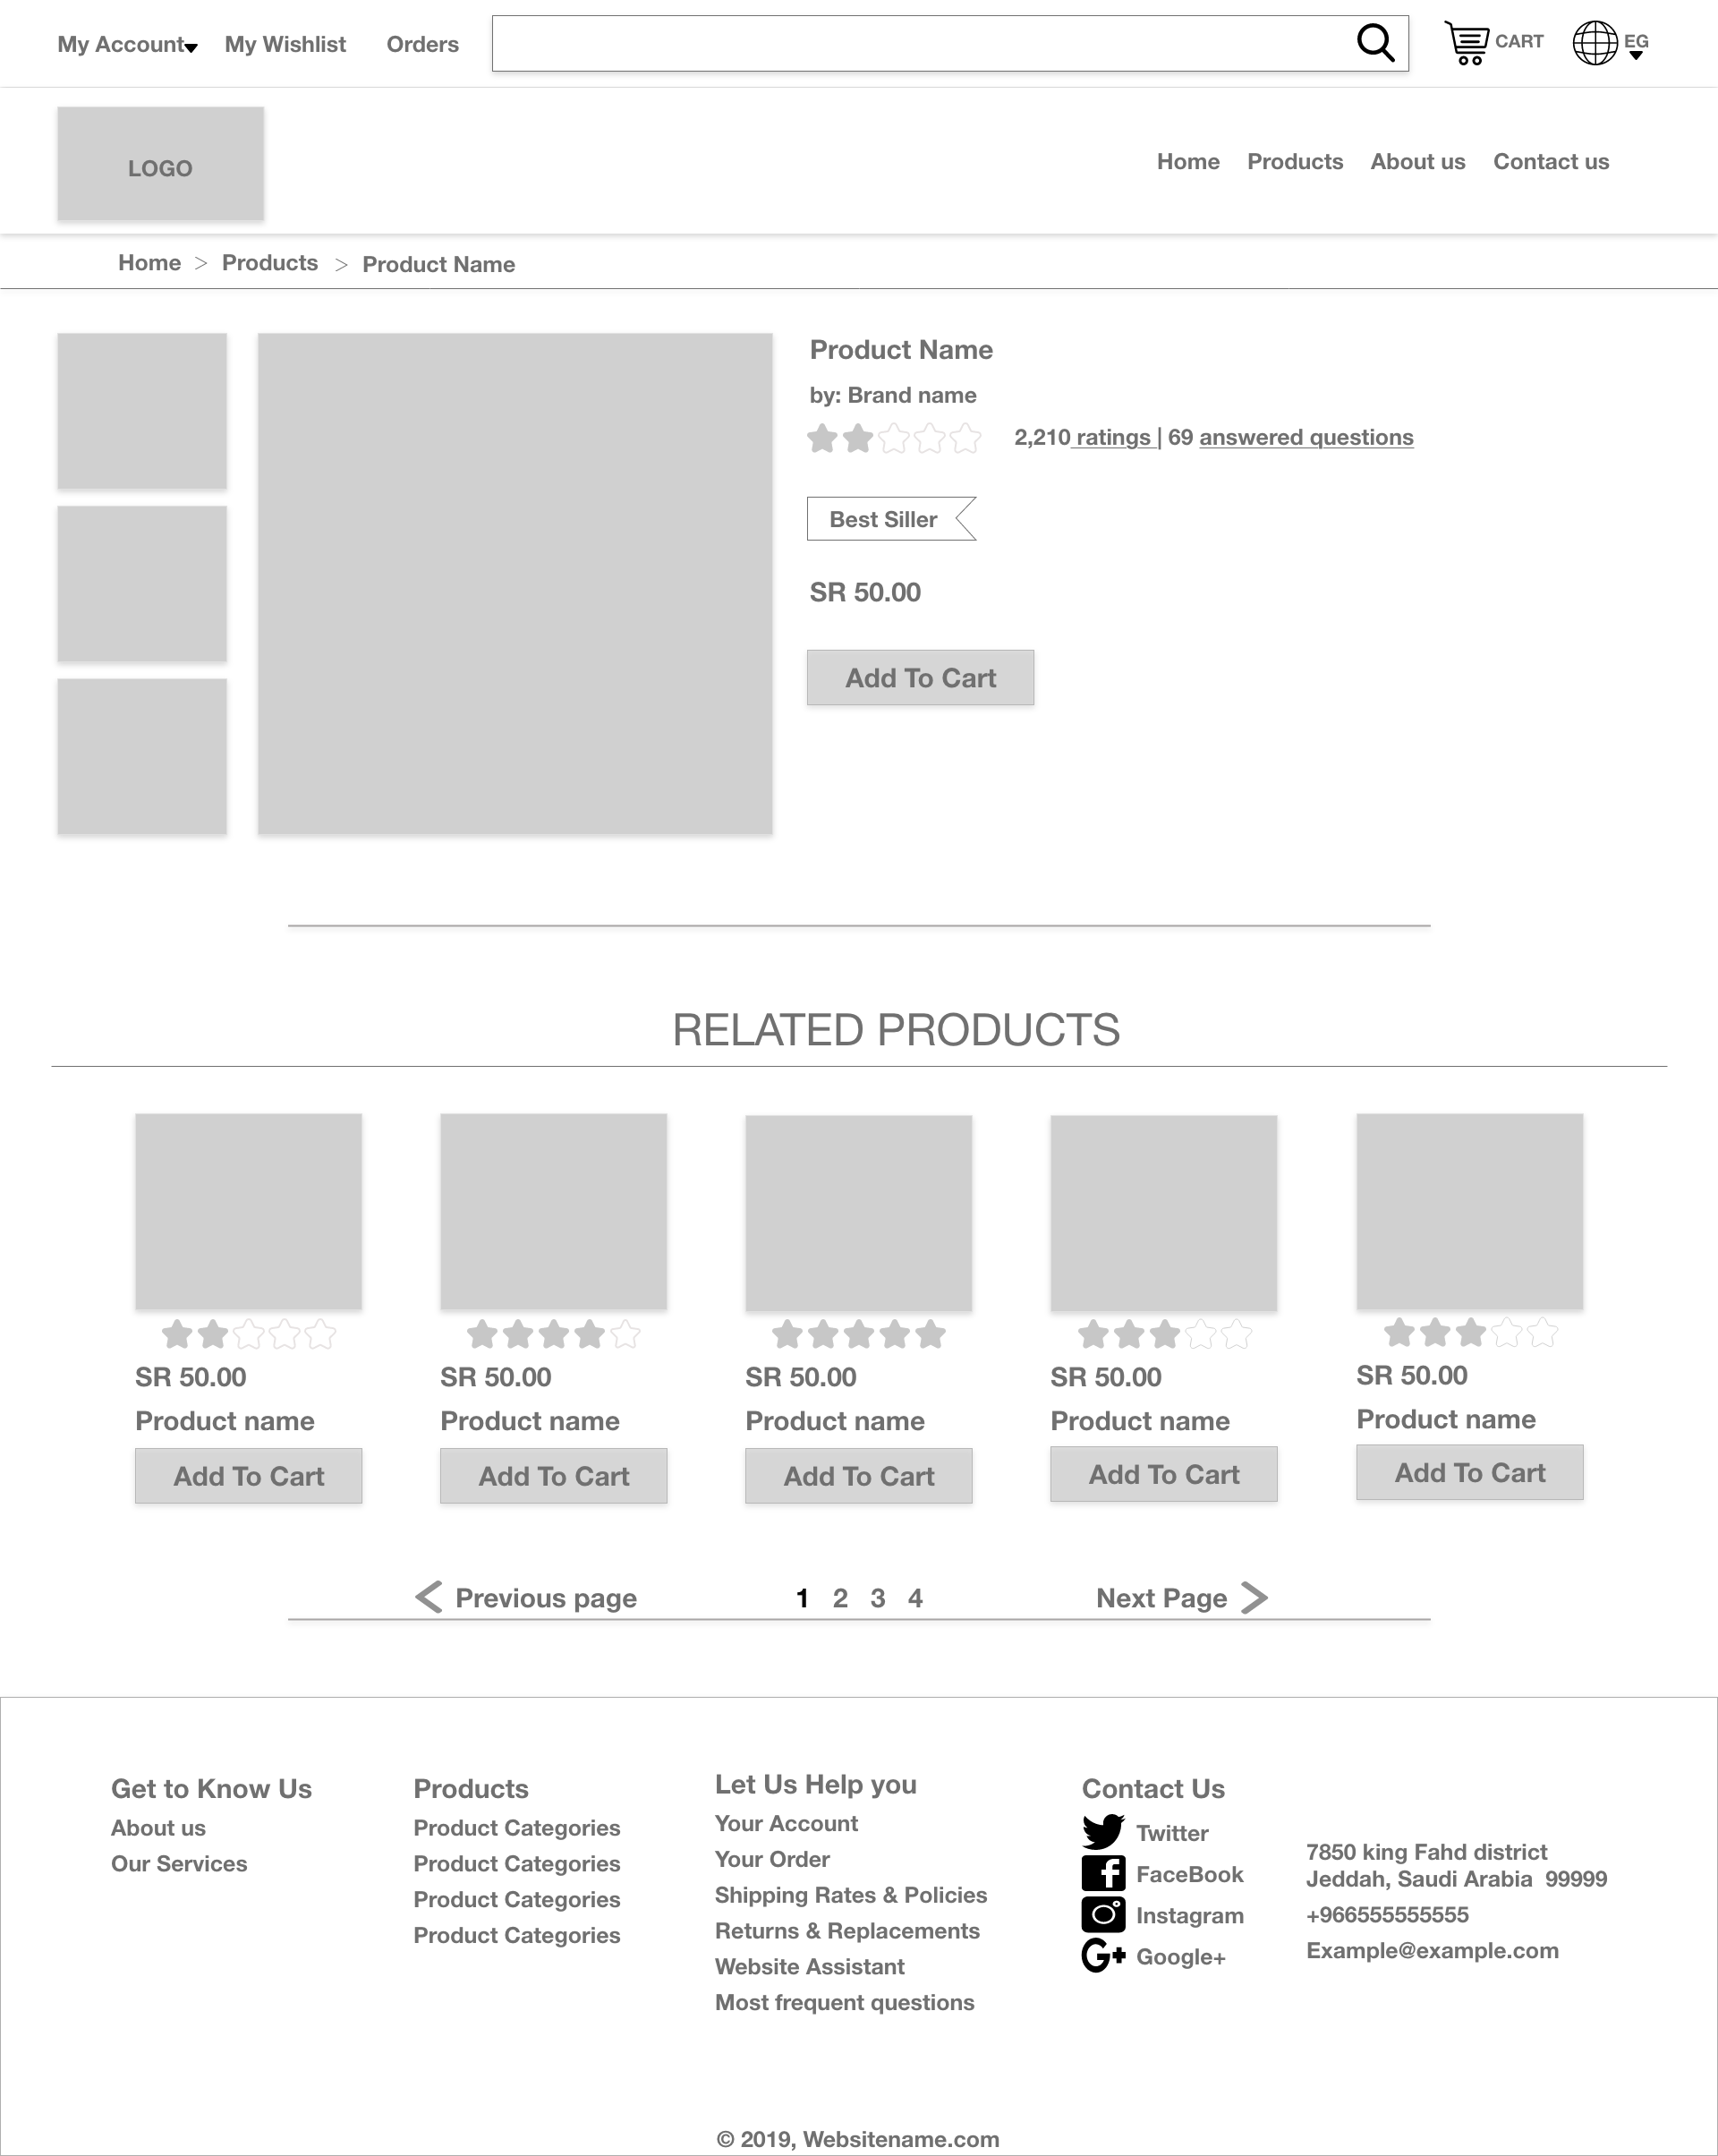 My Account My Wishlist Orders CART EG
LOGO
Home Products About us Contact us
Home > Products > Product Name
Product Name
by: Brand name
2,210 ratings | 69 answered questions
Best Siller
SR 50.00
Add To Cart
RELATED PRODUCTS
SR 50.00 SR 50.00 SR 50.00 SR 50.00 SR 50.00
Product name Product name Product name Product name Product name
Add To Cart Add To Cart Add To Cart Add To Cart Add To Cart
Previous page 1 2 3 4 Next Page
Get to Know Us
About us
Our Services
Products
Product Categories
Product Categories
Product Categories
Product Categories
Let Us Help you
Your Account
Your Order
Shipping Rates & Policies
Returns & Replacements
Website Assistant
Most frequent questions
Contact Us
Twitter
FaceBook
Instagram
Google+
7850 king Fahd district
Jeddah, Saudi Arabia 99999
+966555555555
Example@example.com
© 2019, Websitename.com